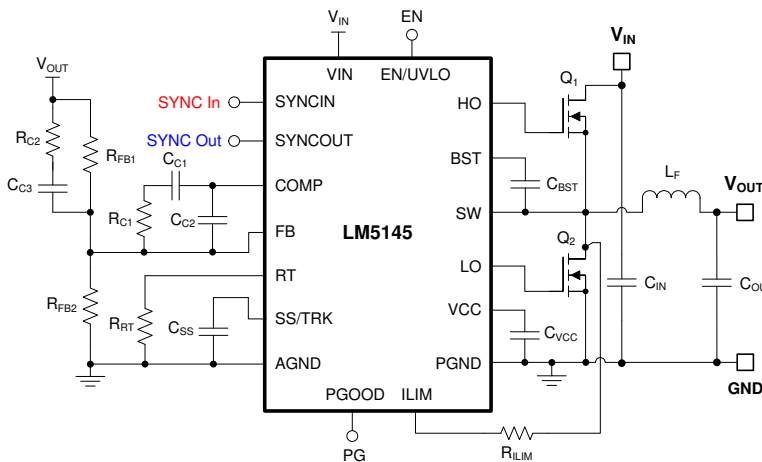 VIN
EN
VIN
VOUT
VIN
EN/UVLO
Q1
SYNC In
SYNCIN
HO
RC2
RFB1
SYNC Out
SYNCOUT
BST
CC1
CC3
COMP
CBST
LF
VOUT
RC1
CC2
SW
LM5145
FB
Q2
RT
LO
RFB2
RRT
CSS
SS/TRK
VCC
CIN
COU
CVCC
AGND
PGND
GND
PGOOD
ILIM
PG
RILIM